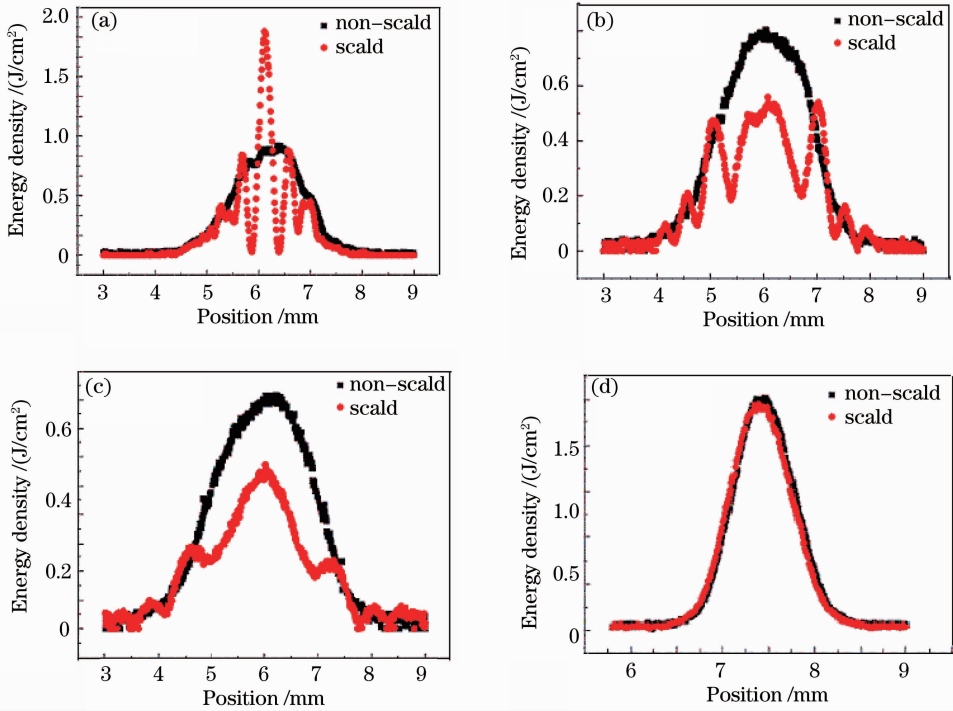 (a)
non-scald
scald
Energy density /(J/cm²)
2.0
1.5
1.0
0.5
0
3 4 5 6 7 8 9
Position /mm
(b)
non-scald
scald
Energy density /(J/cm²)
0.6
0.4
0.2
0
3 4 5 6 7 8 9
Position /mm
(c)
non-scald
scald
Energy density /(J/cm²)
0.6
0.4
0.2
0
3 4 5 6 7 8 9
Position /mm
(d)
non-scald
scald
Energy density /(J/cm²)
1.5
1.0
0.5
0
6 7 8 9
Position /mm